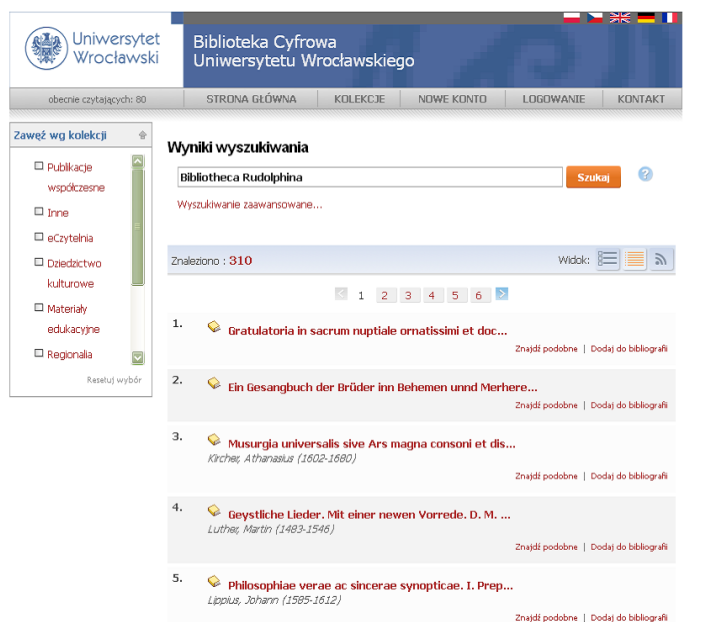 Uniwersytet
Wrocławski
Biblioteka Cyfrowa
Uniwersytetu Wrocławskiego
obecnie czytających: 80
STRONA GŁÓWNA
KOLEKCJE
NOWE KONTO
LOGOWANIE
KONTAKT
Zawęź wg kolekcji
Publikacje
współczesne
Inne
eCzytelnia
Dziedzictwo
kulturowe
Materiały
edukacyjne
Regionalia
Resetuj wybór
Wyniki wyszukiwania
Bibliotheca Rudolphina
Szukaj
?
Wyszukiwanie zaawansowane...
Znaleziono : 310
Widok:
< 1 2 3 4 5 6 >
1. Gratulatoria in sacrum nuptiale ornatissimi et doc...
Znajdź podobne | Dodaj do bibliografii
2. Ein Gesangbuch der Brüder inn Behemen unnd Merhere...
Znajdź podobne | Dodaj do bibliografii
3. Musurgia universalis sive Ars magna consoni et dis...
Kircher, Athanasius (1602-1680)
Znajdź podobne | Dodaj do bibliografii
4. Geystliche Lieder. Mit einer newen Vorrede. D. M. ...
Luther, Martin (1483-1546)
Znajdź podobne | Dodaj do bibliografii
5. Philosophiae verae ac sincerae synopticae. I. Prep...
Lippius, Johann (1585-1612)
Znajdź podobne | Dodaj do bibliografii